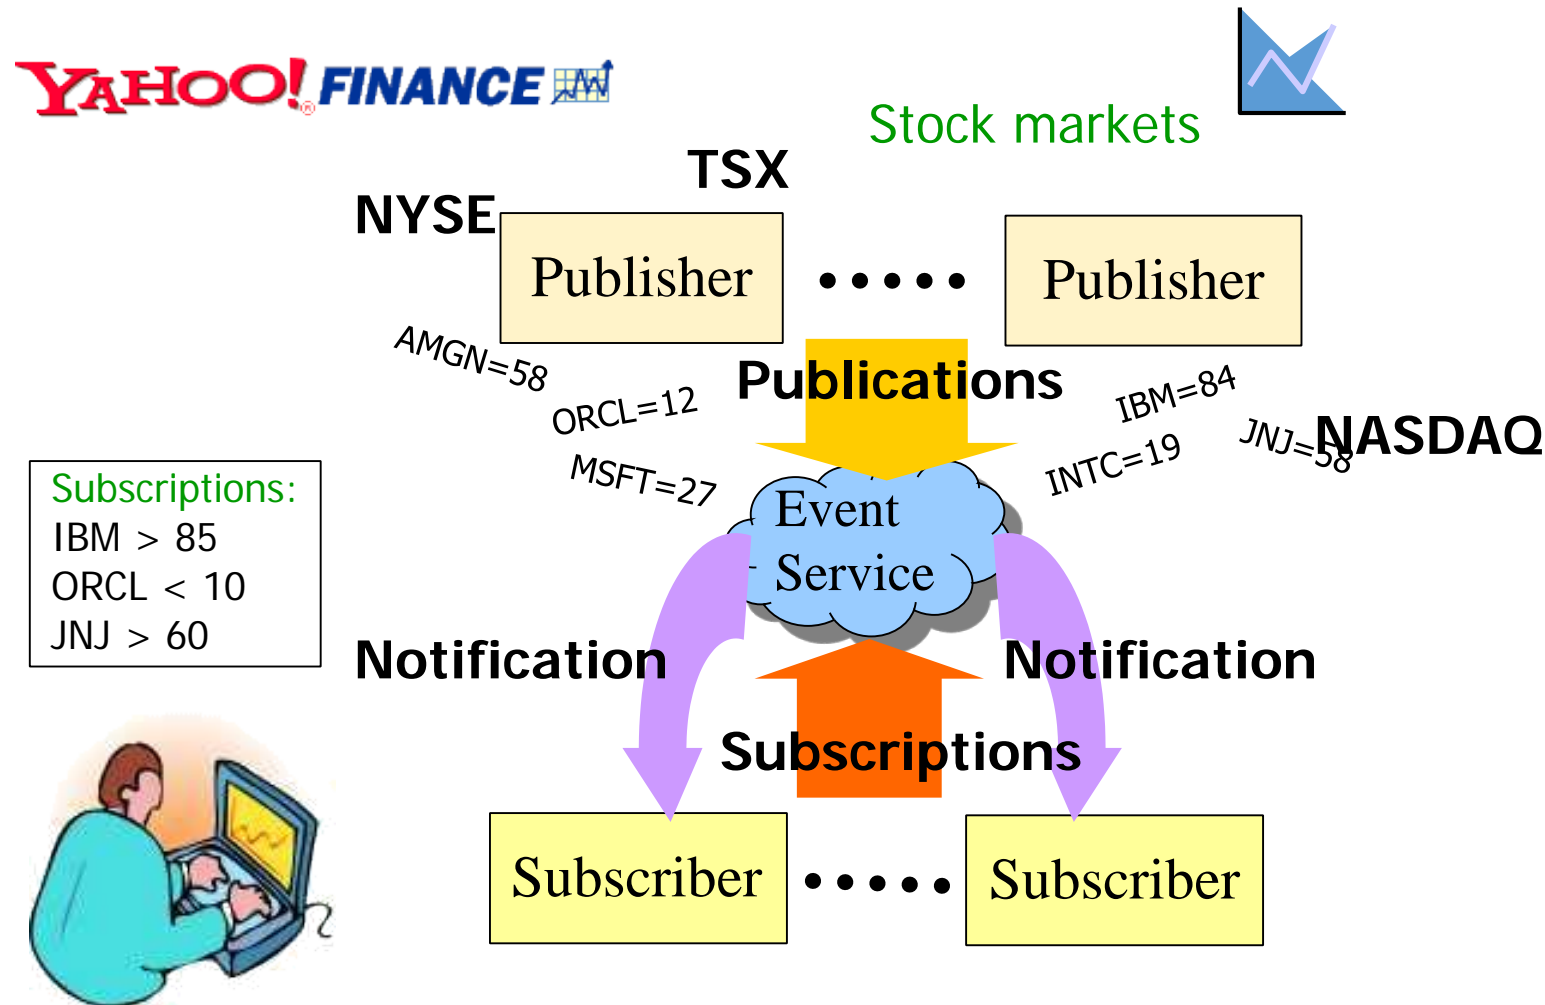 YAHOO! FINANCE
Stock markets
TSX
NYSE
Publisher
Publisher
AMGN=58
ORCL=12
MSFT=27
Publications
IBM=84
JNJ=58
INTC=19
NASDAQ
Event
Service
Subscriptions:
IBM > 85
ORCL < 10
JNJ > 60
Notification
Notification
Subscriptions
Subscriber
Subscriber